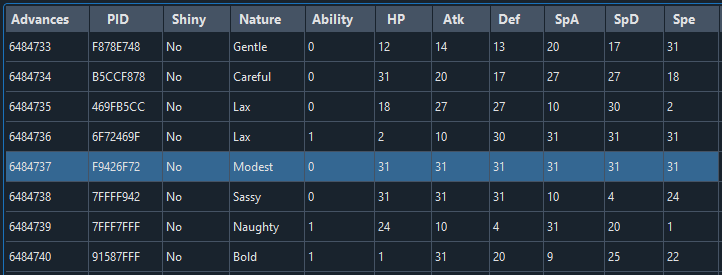 Advances PID Shiny Nature Ability HP Atk Def SpA SpD Spe
6484733 F878E748 No Gentle 0 12 14 13 20 17 31
6484734 B5CCF878 No Careful 0 31 20 17 27 27 18
6484735 469FB5CC No Lax 0 18 27 27 10 30 2
6484736 6F72469F No Lax 1 2 10 30 31 31 31
6484737 F9426F72 No Modest 0 31 31 31 31 31 31
6484738 7FFFF942 No Sassy 0 31 31 31 10 4 24
6484739 7FFF7FFF No Naughty 1 24 10 4 31 20 1
6484740 91587FFF No Bold 1 1 31 20 9 25 22